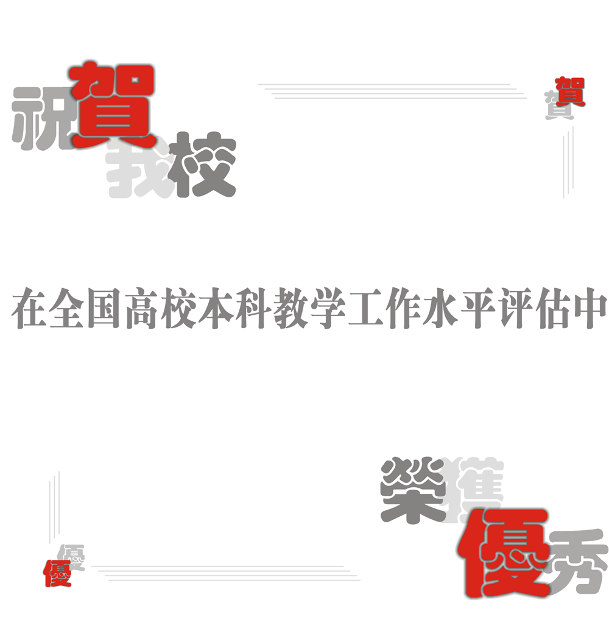 祝賀
賀
我校
在全国高校本科教学工作水平评估中
榮獲
優秀
優
優